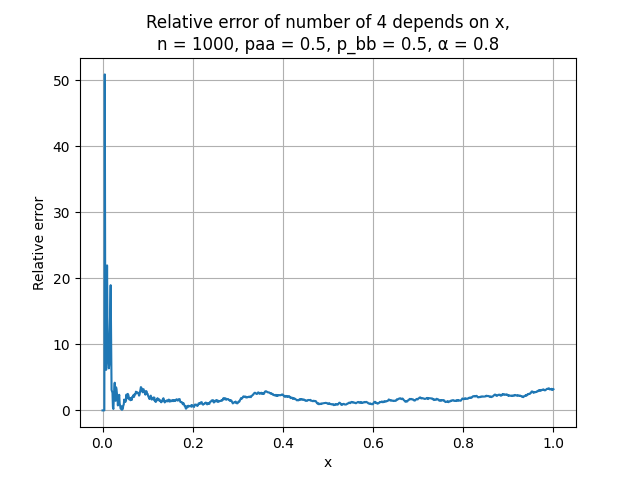 Relative error of number of 4 depends on x,
n = 1000, paa = 0.5, p_bb = 0.5, α = 0.8
Relative error
50
40
30
20
10
0
0.0 0.2 0.4 0.6 0.8 1.0
x